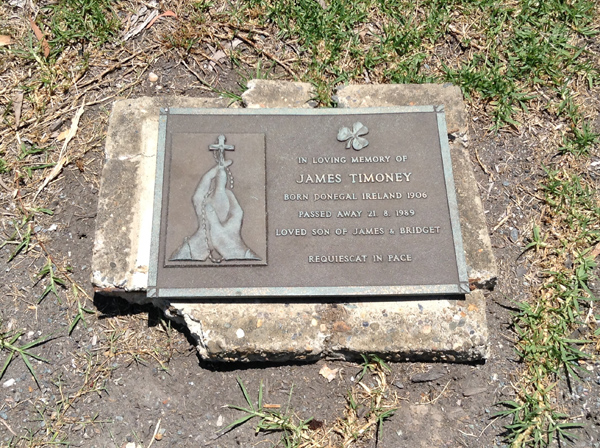 IN LOVING MEMORY OF
JAMES TIMONEY
BORN DONEGAL IRELAND 1906
PASSED AWAY 21. 8. 1989
LOVED SON OF JAMES & BRIDGET
REQUIESCAT IN PACE